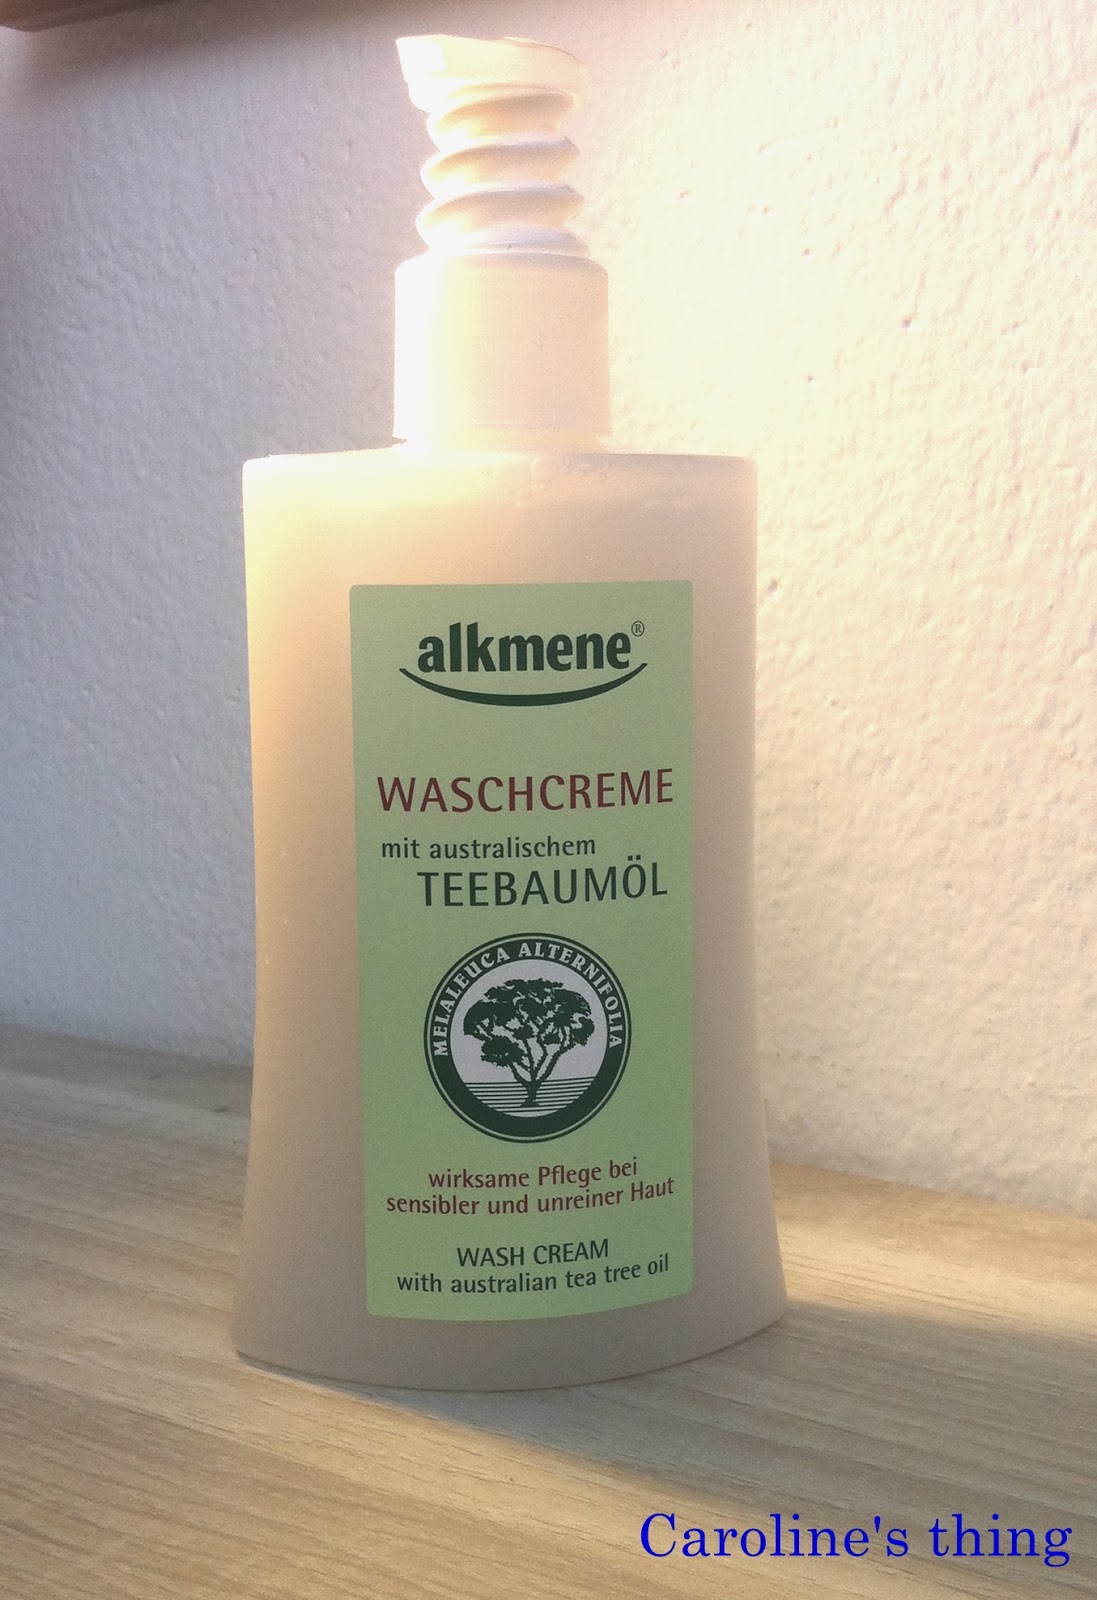 alkmene®
WASCHCREME
mit australischem
TEEBAUMÖL
MELALEUCA ALTERNIFOLIA
wirksame Pflege bei
sensibler und unreiner Haut
WASH CREAM
with australian tea tree oil
Caroline's thing